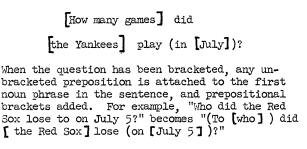 [How many games] did
[the Yankees] play (in [July])?
When the question has been bracketed, any un-
bracketed preposition is attached to the first
noun phrase in the sentence, and prepositional
brackets added. For example, "Who did the Red
Sox lose to on July 5?" becomes "(To [who] ) did
[ the Red Sox] lose (on [July 5 ] )?"